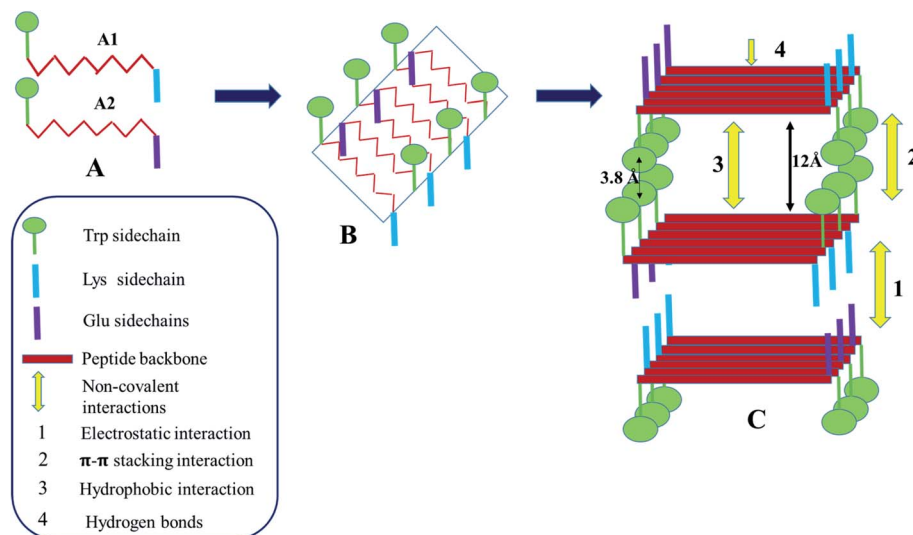 A1
A2
A
B
4
3.8 Å
3
12Å
2
1
C
Trp sidechain
Lys sidechain
Glu sidechains
Peptide backbone
Non-covalent
interactions
1 Electrostatic interaction
2 π-π stacking interaction
3 Hydrophobic interaction
4 Hydrogen bonds